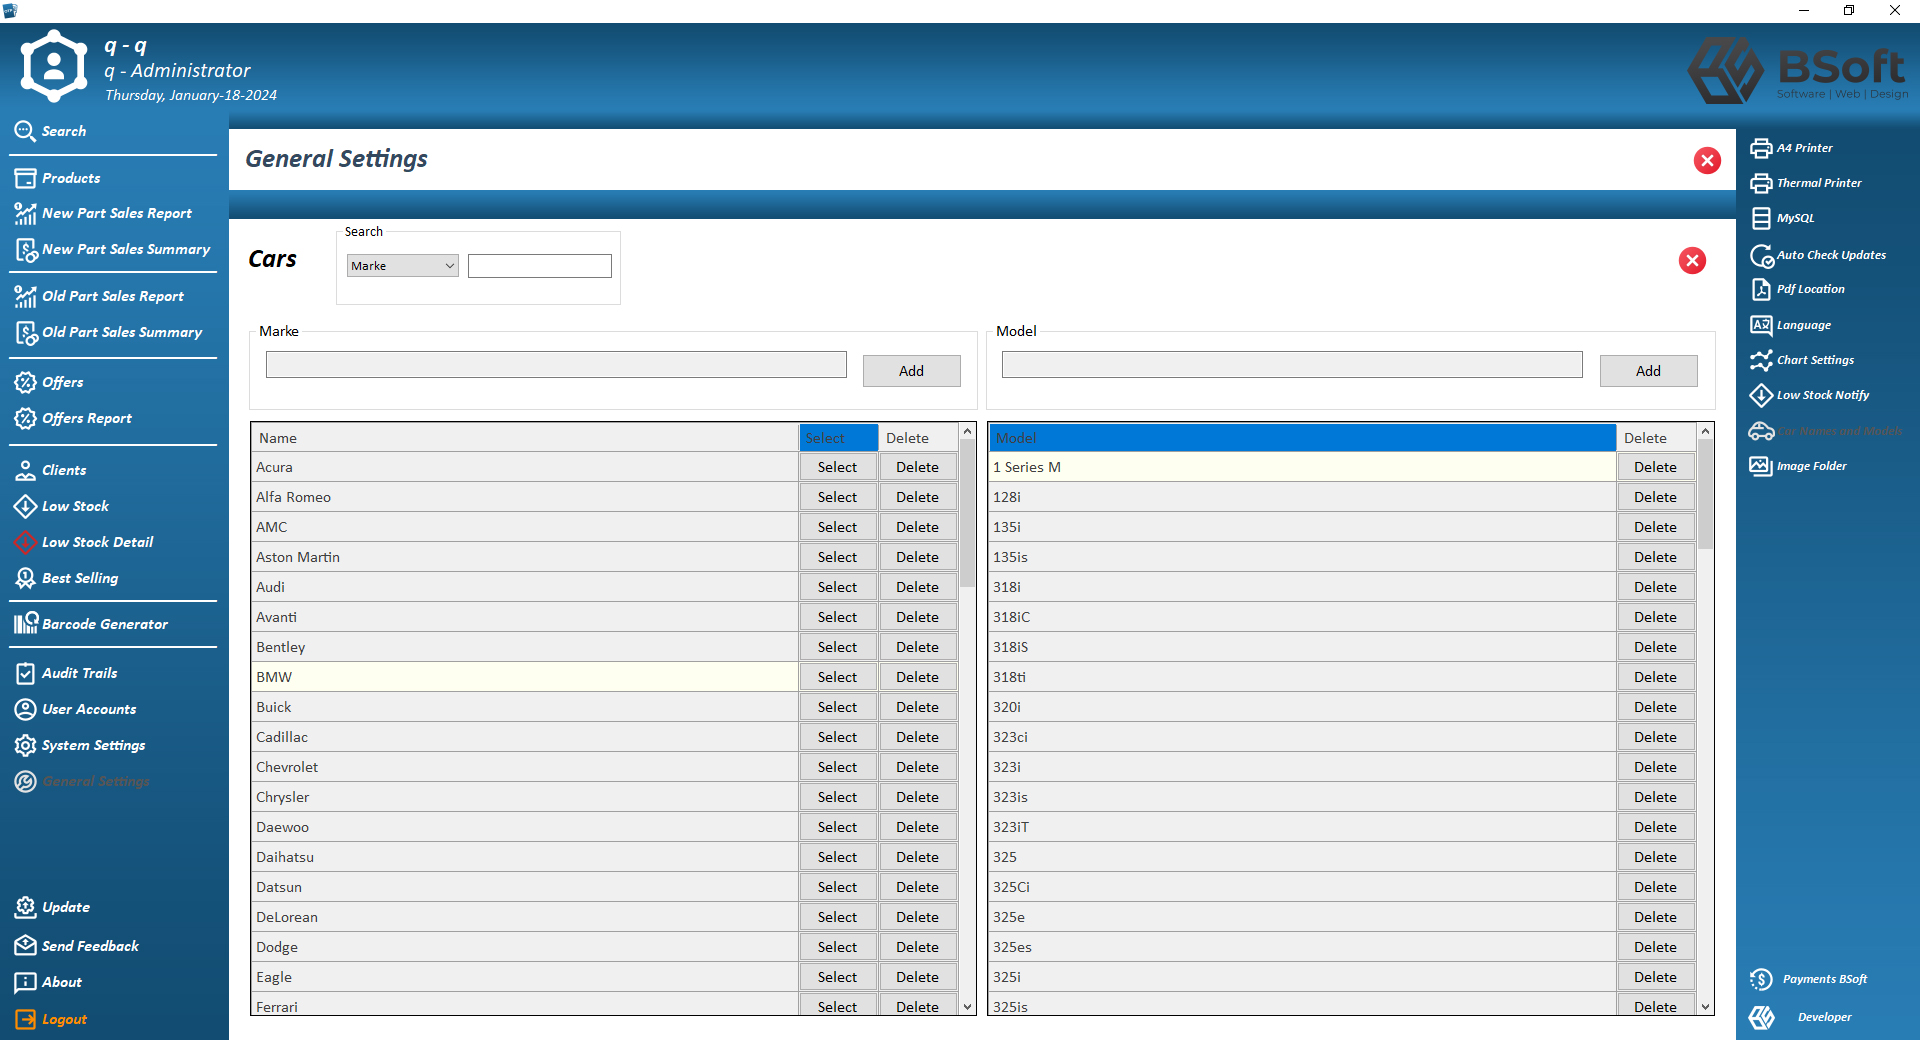 q - q
q - Administrator
Thursday, January-18-2024
BSoft
Software | Web | Design
Search
Products
New Part Sales Report
New Part Sales Summary
Old Part Sales Report
Old Part Sales Summary
Offers
Offers Report
Clients
Low Stock
Low Stock Detail
Best Selling
Barcode Generator
Audit Trails
User Accounts
System Settings
General Settings
Update
Send Feedback
About
Logout
General Settings
Cars
Search
Marke
Marke
Add
Model
Add
Name Select Delete
Acura Select Delete
Alfa Romeo Select Delete
AMC Select Delete
Aston Martin Select Delete
Audi Select Delete
Avanti Select Delete
Bentley Select Delete
BMW Select Delete
Buick Select Delete
Cadillac Select Delete
Chevrolet Select Delete
Chrysler Select Delete
Daewoo Select Delete
Daihatsu Select Delete
Datsun Select Delete
DeLorean Select Delete
Dodge Select Delete
Eagle Select Delete
Ferrari Select Delete
Model Delete
1 Series M Delete
128i Delete
135i Delete
135is Delete
318i Delete
318iC Delete
318iS Delete
318ti Delete
320i Delete
323ci Delete
323i Delete
323is Delete
323iT Delete
325 Delete
325Ci Delete
325e Delete
325es Delete
325i Delete
325is Delete
A4 Printer
Thermal Printer
MySQL
Auto Check Updates
Pdf Location
Language
Chart Settings
Low Stock Notify
Car Names and Models
Image Folder
Payments BSoft
Developer